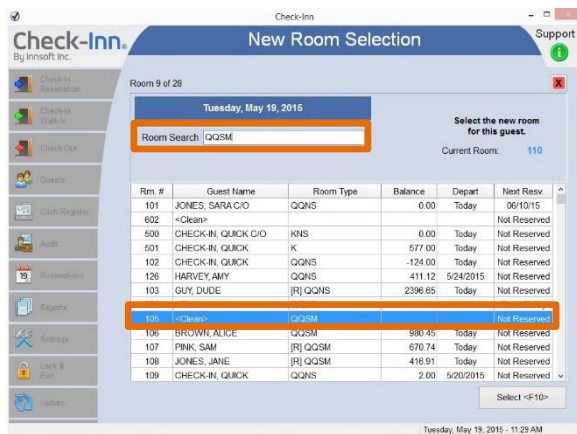 Check-Inn
Check-Inn®
By Innsoft Inc.
New Room Selection
Support
Check-In
Reservation
Check-In
Walk In
Check-Out
Guests
Cash Register
Audit
Reservations
Reports
Settings
Lock &
Exit
Update
Room 9 of 28
X
Tuesday, May 19, 2015
Room Search QQSM
Select the new room
for this guest.
Current Room: 110
Rm. # Guest Name Room Type Balance Depart Next Resv.
101 JONES, SARA C/O QQNS 0.00 Today 06/10/15
602 <Clean> Not Reserved
500 CHECK-IN, QUICK C/O KNS 0.00 Today Not Reserved
501 CHECK-IN, QUICK K 577.00 Today Not Reserved
102 CHECK-IN, QUICK QQNS -124.00 Today Not Reserved
126 HARVEY, AMY QQNS 411.12 5/24/2015 Not Reserved
103 GUY, DUDE [R] QQNS 2396.65 Today Not Reserved
105 <Clean> QQSM Not Reserved
106 BROWN, ALICE QQSM 980.45 Today Not Reserved
107 PINK, SAM [R] QQSM 670.74 Today Not Reserved
108 JONES, JANE [R] QQSM 416.91 Today Not Reserved
109 CHECK-IN, QUICK QQNS 2.00 5/20/2015 Not Reserved
Select <F10>
Tuesday, May 19, 2015 - 11:29 AM